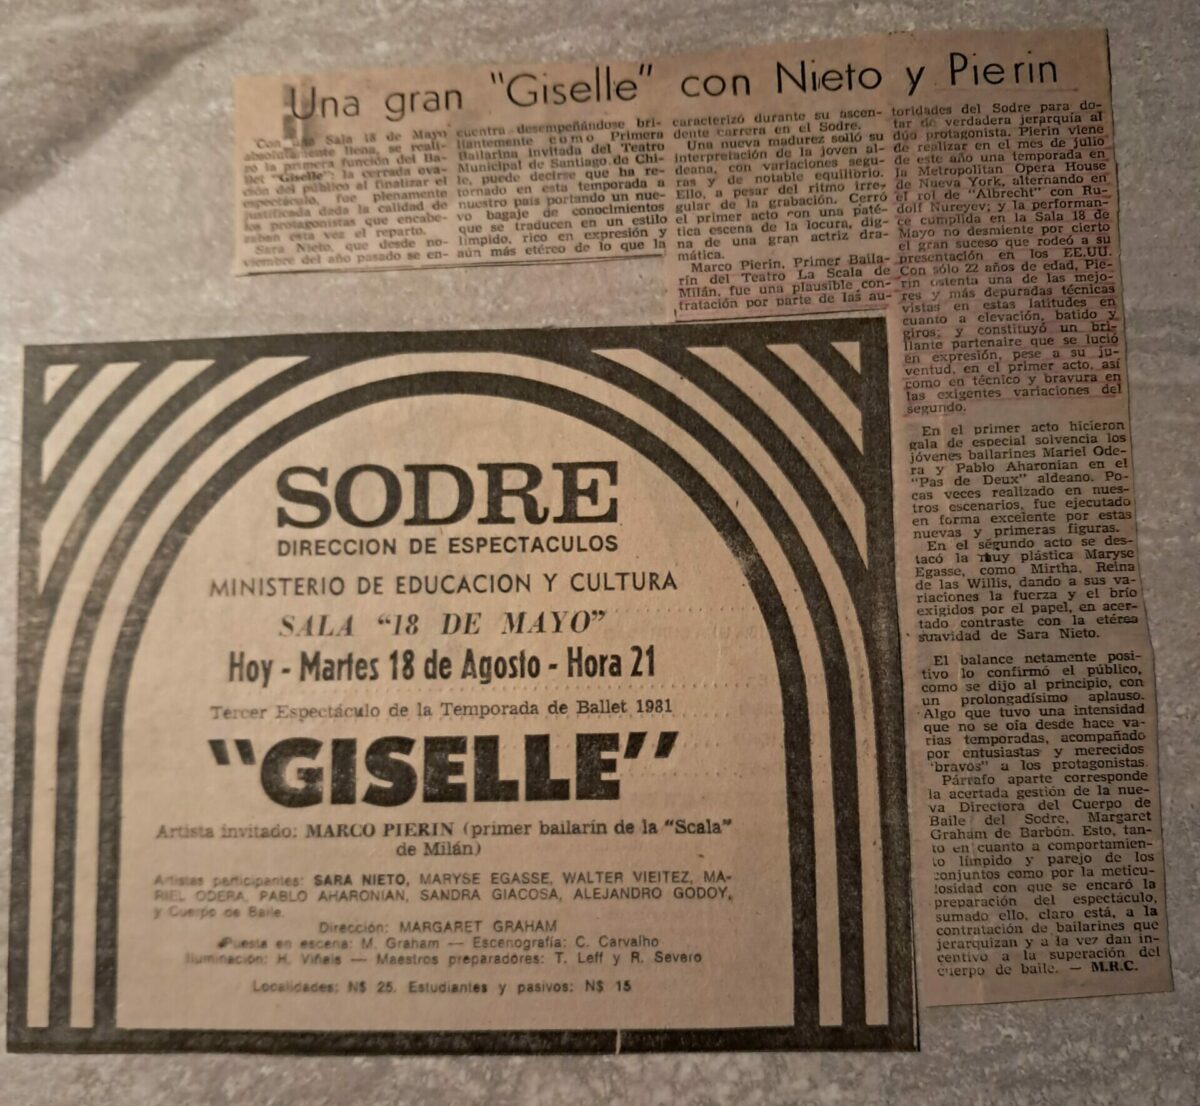 Una gran "Giselle" con Nieto y Pierin
Con una Sala 18 de Mayo
absolutamente llena, se reali-
zó la primera función del Ba-
llet "Giselle"; la cerrada ova-
ción del público al finalizar el
espectáculo, fue plenamente
justificada dada la calidad de
los protagonistas que encabe-
zaban esta vez el reparto.
Sara Nieto, que desde no-
viembre del año pasado se en-
cuentra desempeñándose bri-
llantemente como Primera
Bailarina invitada del Teatro
Municipal de Santiago de Chi-
le, puede decirse que ha re-
tornado en esta temporada a
nuestro país portando un nue-
vo bagaje de conocimientos
que se traducen en un estilo
límpido, rico en expresión y
aún más etéreo de lo que la
caracterizó durante su ascen-
dente carrera en el Sodre.
Una nueva madurez solló su
interpretación de la joven al-
deana, con variaciones segu-
ras y de notable equilibrio.
Ello, a pesar del ritmo irre-
gular de la grabación. Cerró
el primer acto con una paté-
tica escena de la locura, dig-
na de una gran actriz dra-
mática.
Marco Pierin, Primer Baila-
rín del Teatro La Scala de
Milán, fue una plausible con-
tratación por parte de las au-
toridades del Sodre para do-
tar de verdadera jerarquía al
dúo protagonista. Pierin viene
de realizar en el mes de julio
de este año una temporada en
la Metropolitan Opera House
de Nueva York, alternando en
el rol de "Albrecht" con Ru-
dolf Nureyev; y la performan-
ce cumplida en la Sala 18 de
Mayo no desmiente por cierto
el gran suceso que rodeó a su
presentación en los EE.UU.
Con sólo 22 años de edad, Pie-
rin ostenta una de las mejo-
res y más depuradas técnicas
vistas en estas latitudes en
cuanto a elevación, batido y
giros; y constituyó un bri-
llante partenaire que se lució
en expresión, pese a su ju-
ventud, en el primer acto, así
como en técnico y bravura en
las exigentes variaciones del
segundo.
En el primer acto hicieron
gala de especial solvencia los
jóvenes bailarines Mariel Ode-
ra y Pablo Aharonian en el
"Pas de Deux" aldeano. Po-
cas veces realizado en nues-
tros escenarios, fue ejecutado
en forma excelente por estas
nuevas y primeras figuras.
En el segundo acto se des-
tacó la muy plástica Maryse
Egasse, como Mirtha, Reina
de las Willis, dando a sus va-
riaciones la fuerza y el brío
exigidos por el papel, en acer-
tado contraste con la etérea
suavidad de Sara Nieto.
El balance netamente posi-
tivo lo confirmó el público,
como se dijo al principio, con
un prolongadísimo aplauso.
Algo que tuvo una intensidad
que no se oía desde hace va-
rias temporadas, acompañado
por entusiastas y merecidos
"bravos" a los protagonistas.
Párrafo aparte corresponde
la acertada gestión de la nue-
va Directora del Cuerpo de
Baile del Sodre, Margaret
Graham de Barbón. Esto, tan-
to en cuanto a comportamien-
to límpido y parejo de los
conjuntos como por la meticu-
losidad con que se encaró la
preparación del espectáculo,
sumado ello, claro está, a la
contratación de bailarines que
jerarquizan y a la vez dan in-
centivo a la superación del
cuerpo de baile. — M.R.C.
SODRE
DIRECCION DE ESPECTACULOS
MINISTERIO DE EDUCACION Y CULTURA
SALA "18 DE MAYO"
Hoy - Martes 18 de Agosto - Hora 21
Tercer Espectáculo de la Temporada de Ballet 1981
"GISELLE"
Artista invitado: MARCO PIERIN (primer bailarín de la "Scala"
de Milán)
Artistas participantes: SARA NIETO, MARYSE EGASSE, WALTER VIEITEZ, MA-
RIEL ODERA, PABLO AHARONIAN, SANDRA GIACOSA, ALEJANDRO GODOY,
y Cuerpo de Baile.
Dirección: MARGARET GRAHAM
Puesta en escena: M. Graham — Escenografía: C. Carvalho
Iluminación: H. Viñals — Maestros preparadores: T. Leff y R. Severo
Localidades: N$ 25. Estudiantes y pasivos: N$ 15